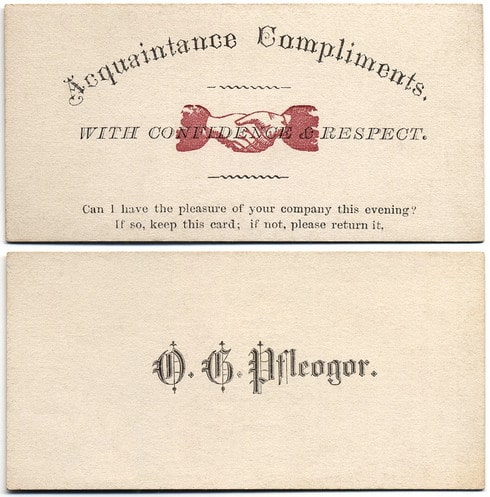 Acquaintance Compliments.
WITH CONFIDENCE & RESPECT.
Can I have the pleasure of your company this evening?
If so, keep this card; if not, please return it.
O. G. Pfleogor.